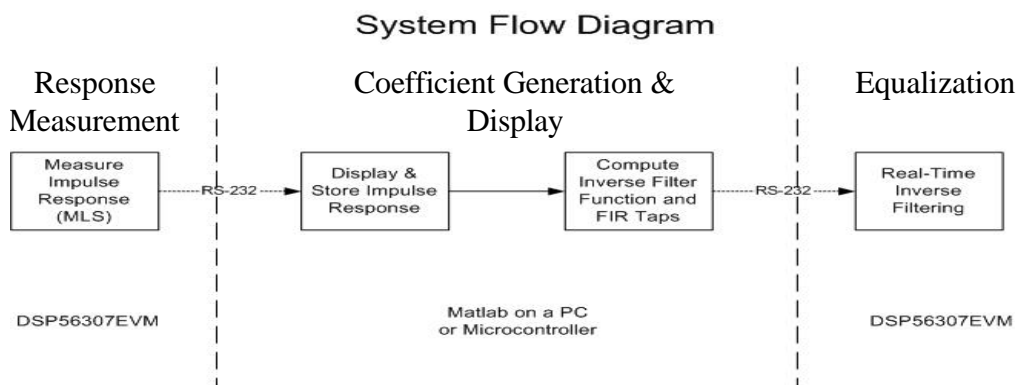 System Flow Diagram
Response
Measurement
Coefficient Generation &
Display
Equalization
Measure
Impulse
Response
(MLS)
RS-232
Display &
Store Impulse
Response
Compute
Inverse Filter
Function and
FIR Taps
RS-232
Real-Time
Inverse
Filtering
DSP56307EVM
Matlab on a PC
or Microcontroller
DSP56307EVM